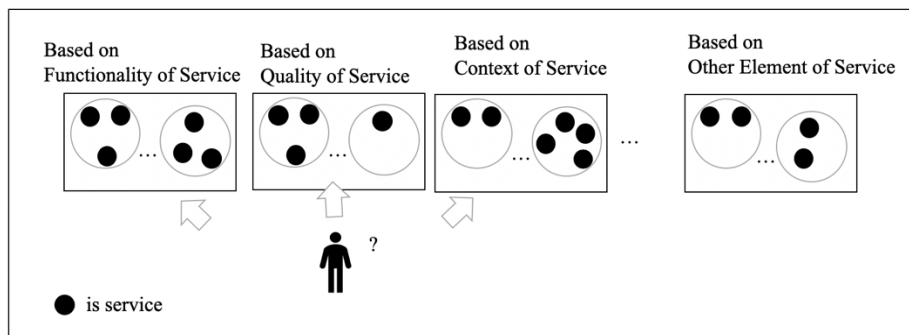 Based on
Functionality of Service
Based on
Quality of Service
Based on
Context of Service
Based on
Other Element of Service
...
...
...
...
...
?
is service